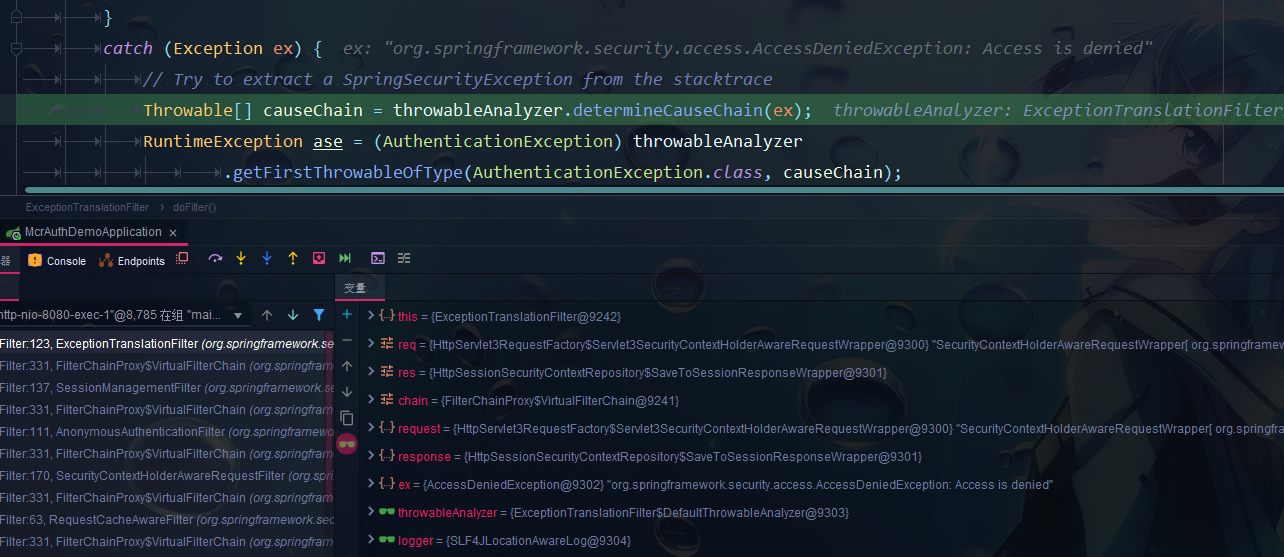 }
catch (Exception ex) { ex: "org.springframework.security.access.AccessDeniedException: Access is denied"
// Try to extract a SpringSecurityException from the stacktrace
Throwable[] causeChain = throwableAnalyzer.determineCauseChain(ex); throwableAnalyzer: ExceptionTranslationFilter
RuntimeException ase = (AuthenticationException) throwableAnalyzer
.getFirstThrowableOfType(AuthenticationException.class, causeChain);
ExceptionTranslationFilter > doFilter()
McrAuthDemoApplication ×
器 Console Endpoints
变量
http-nio-8080-exec-1"@8,785 在组 "mai...
Filter:123, ExceptionTranslationFilter (org.springframework.se
Filter:331, FilterChainProxy$VirtualFilterChain (org.springfram
Filter:137, SessionManagementFilter (org.springframework.se
Filter:331, FilterChainProxy$VirtualFilterChain (org.springfram
Filter:111, AnonymousAuthenticationFilter (org.springframewo
Filter:331, FilterChainProxy$VirtualFilterChain (org.springfram
Filter:170, SecurityContextHolderAwareRequestFilter (org.spri
Filter:331, FilterChainProxy$VirtualFilterChain (org.springfram
Filter:63, RequestCacheAwareFilter (org.springframework.sec
Filter:331, FilterChainProxy$VirtualFilterChain (org.springfram
this = {ExceptionTranslationFilter@9242}
req = {HttpServlet3RequestFactory$Servlet3SecurityContextHolderAwareRequestWrapper@9300} "SecurityContextHolderAwareRequestWrapper[ org.springframew
res = {HttpSessionSecurityContextRepository$SaveToSessionResponseWrapper@9301}
chain = {FilterChainProxy$VirtualFilterChain@9241}
request = {HttpServlet3RequestFactory$Servlet3SecurityContextHolderAwareRequestWrapper@9300} "SecurityContextHolderAwareRequestWrapper[ org.spring
response = {HttpSessionSecurityContextRepository$SaveToSessionResponseWrapper@9301}
ex = {AccessDeniedException@9302} "org.springframework.security.access.AccessDeniedException: Access is denied"
throwableAnalyzer = {ExceptionTranslationFilter$DefaultThrowableAnalyzer@9303}
logger = {SLF4JLocationAwareLog@9304}